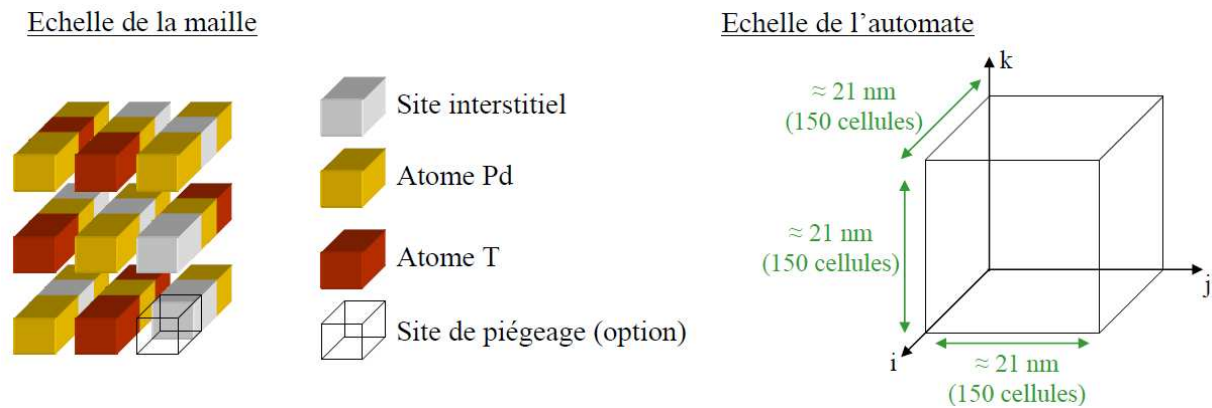 Echelle de la maille
Site interstitiel
Atome Pd
Atome T
Site de piégeage (option)
Echelle de l'automate
k
≈ 21 nm
(150 cellules)
≈ 21 nm
(150 cellules)
j
i
≈ 21 nm
(150 cellules)